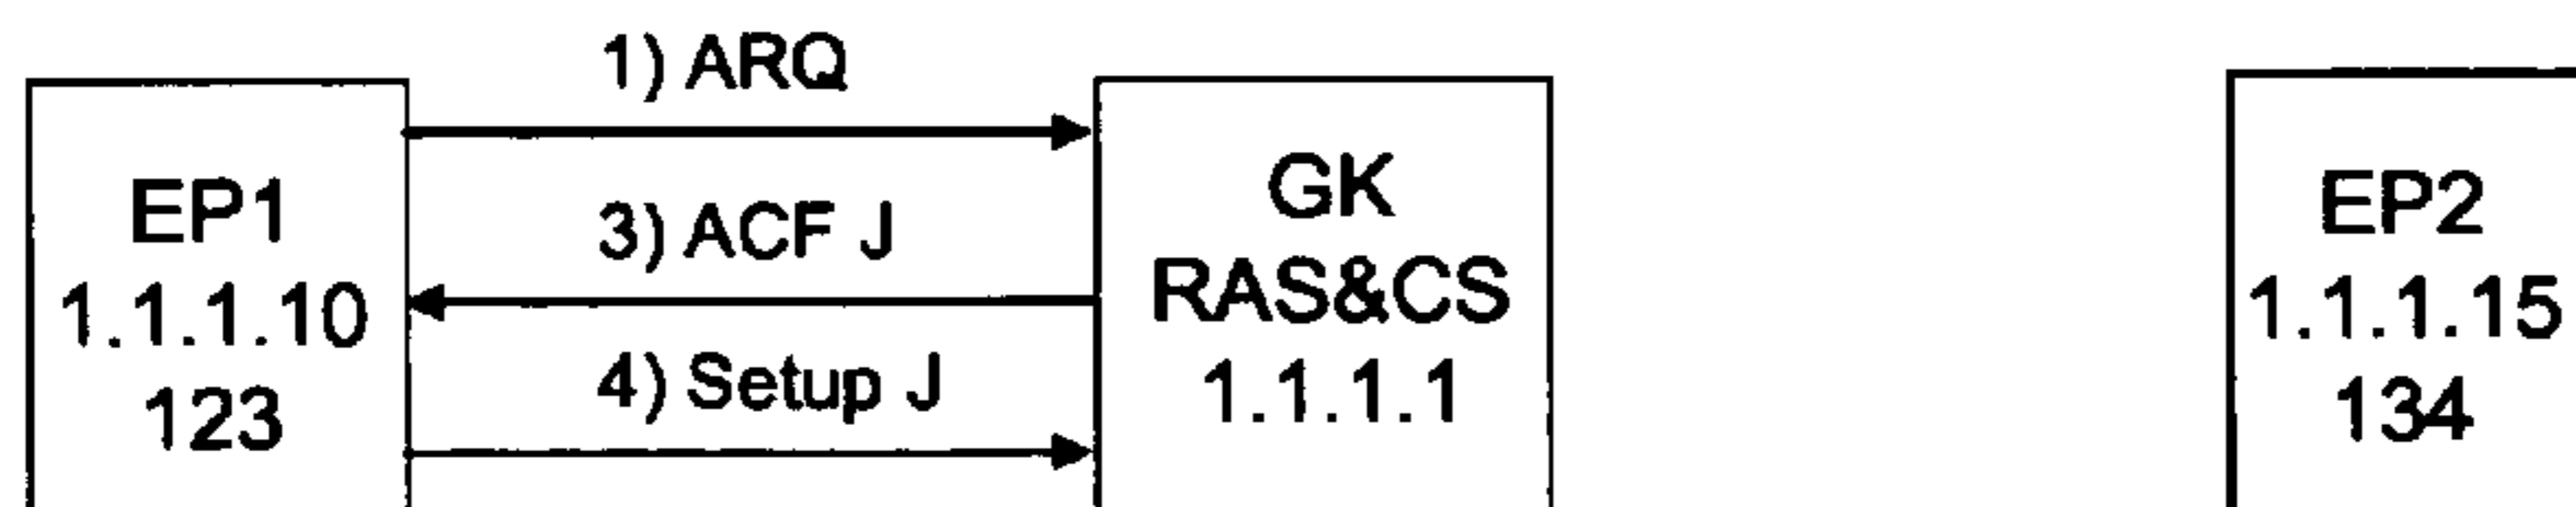 1) ARQ
EP1
1.1.1.10
123
3) ACF J
4) Setup J
GK
RAS&CS
1.1.1.1
EP2
1.1.1.15
134